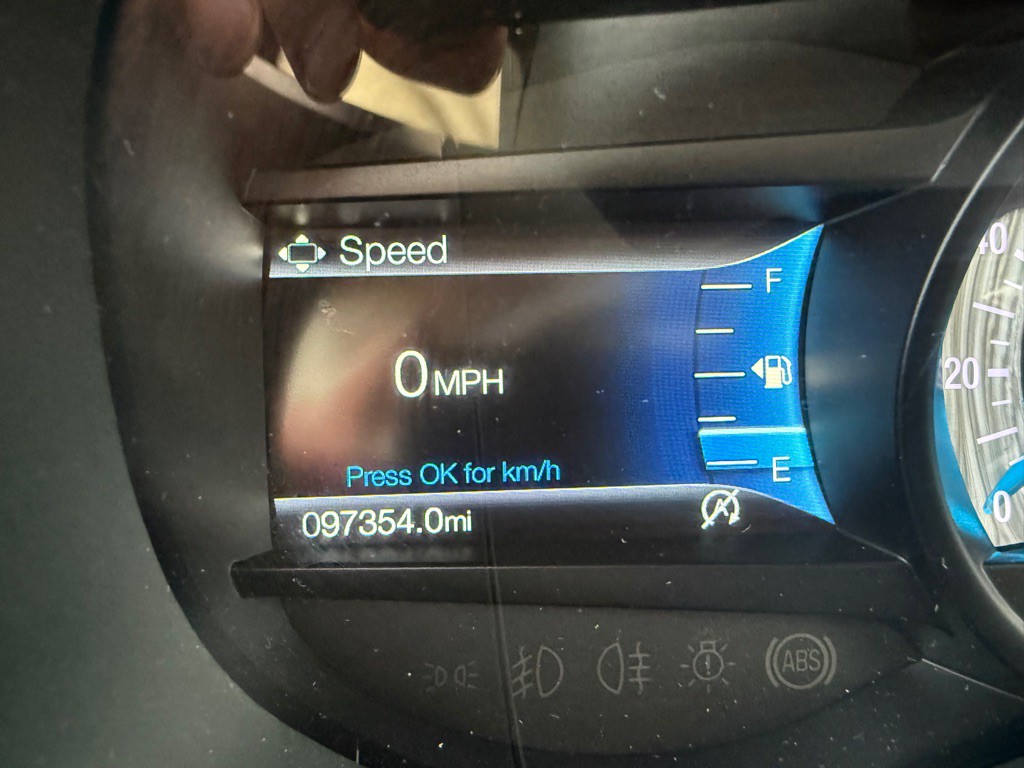 Speed
F
40
0 MPH
20
E
Press OK for km/h
0
097354.0mi
A
ABS